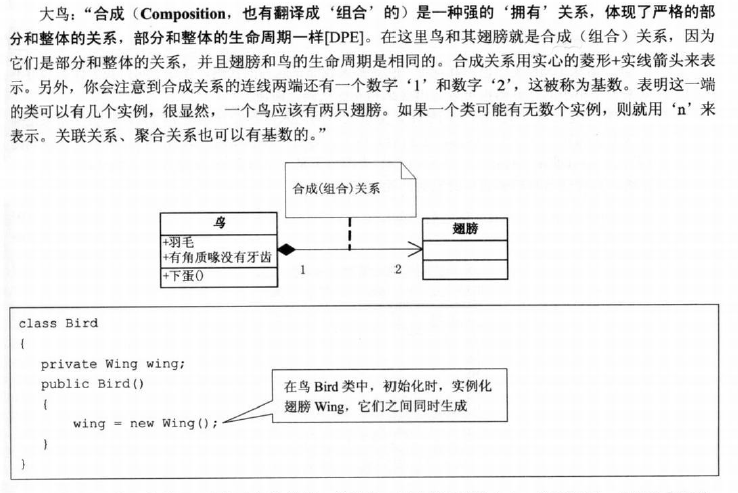 大鸟：“合成（Composition，也有翻译成‘组合’的）是一种强的‘拥有’关系，体现了严格的部
分和整体的关系，部分和整体的生命周期一样[DPE]。在这里鸟和其翅膀就是合成（组合）关系，因为
它们是部分和整体的关系，并且翅膀和鸟的生命周期是相同的。合成关系用实心的菱形+实线箭头来表
示。另外，你会注意到合成关系的连线两端还有一个数字‘1’和数字‘2’，这被称为基数。表明这一端
的类可以有几个实例，很显然，一个鸟应该有两只翅膀。如果一个类可能有无数个实例，则就用‘n’来
表示。关联关系、聚合关系也可以有基数的。”
合成(组合)关系
鸟
+羽毛
+有角质喙没有牙齿
+下蛋()
1
2
翅膀
class Bird
{
private Wing wing;
public Bird()
{
wing = new Wing();
}
}
在鸟 Bird 类中，初始化时，实例化
翅膀 Wing，它们之间同时生成